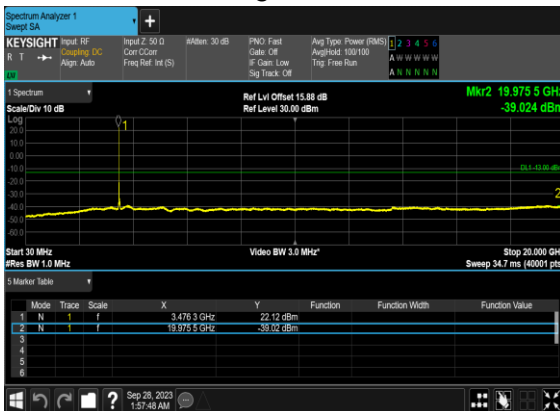 Spectrum Analyzer 1
Swept SA
KEYSIGHT
R T
LV
Input: RF
Coupling: DC
Align: Auto
Input Z: 50 Ω
Corr CCorr
Freq Ref: Int (S)
#Atten: 30 dB
PNO: Fast
Gate: Off
IF Gain: Low
Sig Track: Off
Avg Type: Power (RMS)
Avg|Hold: 100/100
Trig: Free Run
1 2 3 4 5 6
A W W W W W
A N N N N N
1 Spectrum
Scale/Div 10 dB
Ref Lvl Offset 15.88 dB
Ref Level 30.00 dBm
Mkr2 19.975 5 GHz
-39.024 dBm
Log
20.0
10.0
0.00
-10.0
-20.0
-30.0
-40.0
-50.0
-60.0
1
DL1 -13.00 dBm
2
Start 30 MHz
#Res BW 1.0 MHz
Video BW 3.0 MHz*
Stop 20.000 GHz
Sweep 34.7 ms (40001 pts)
5 Marker Table
Mode Trace Scale X Y Function Function Width Function Value
1 N 1 f 3.476 3 GHz 22.12 dBm
2 N 1 f 19.975 5 GHz -39.02 dBm
3
4
5
6
?
Sep 28, 2023
1:57:48 AM